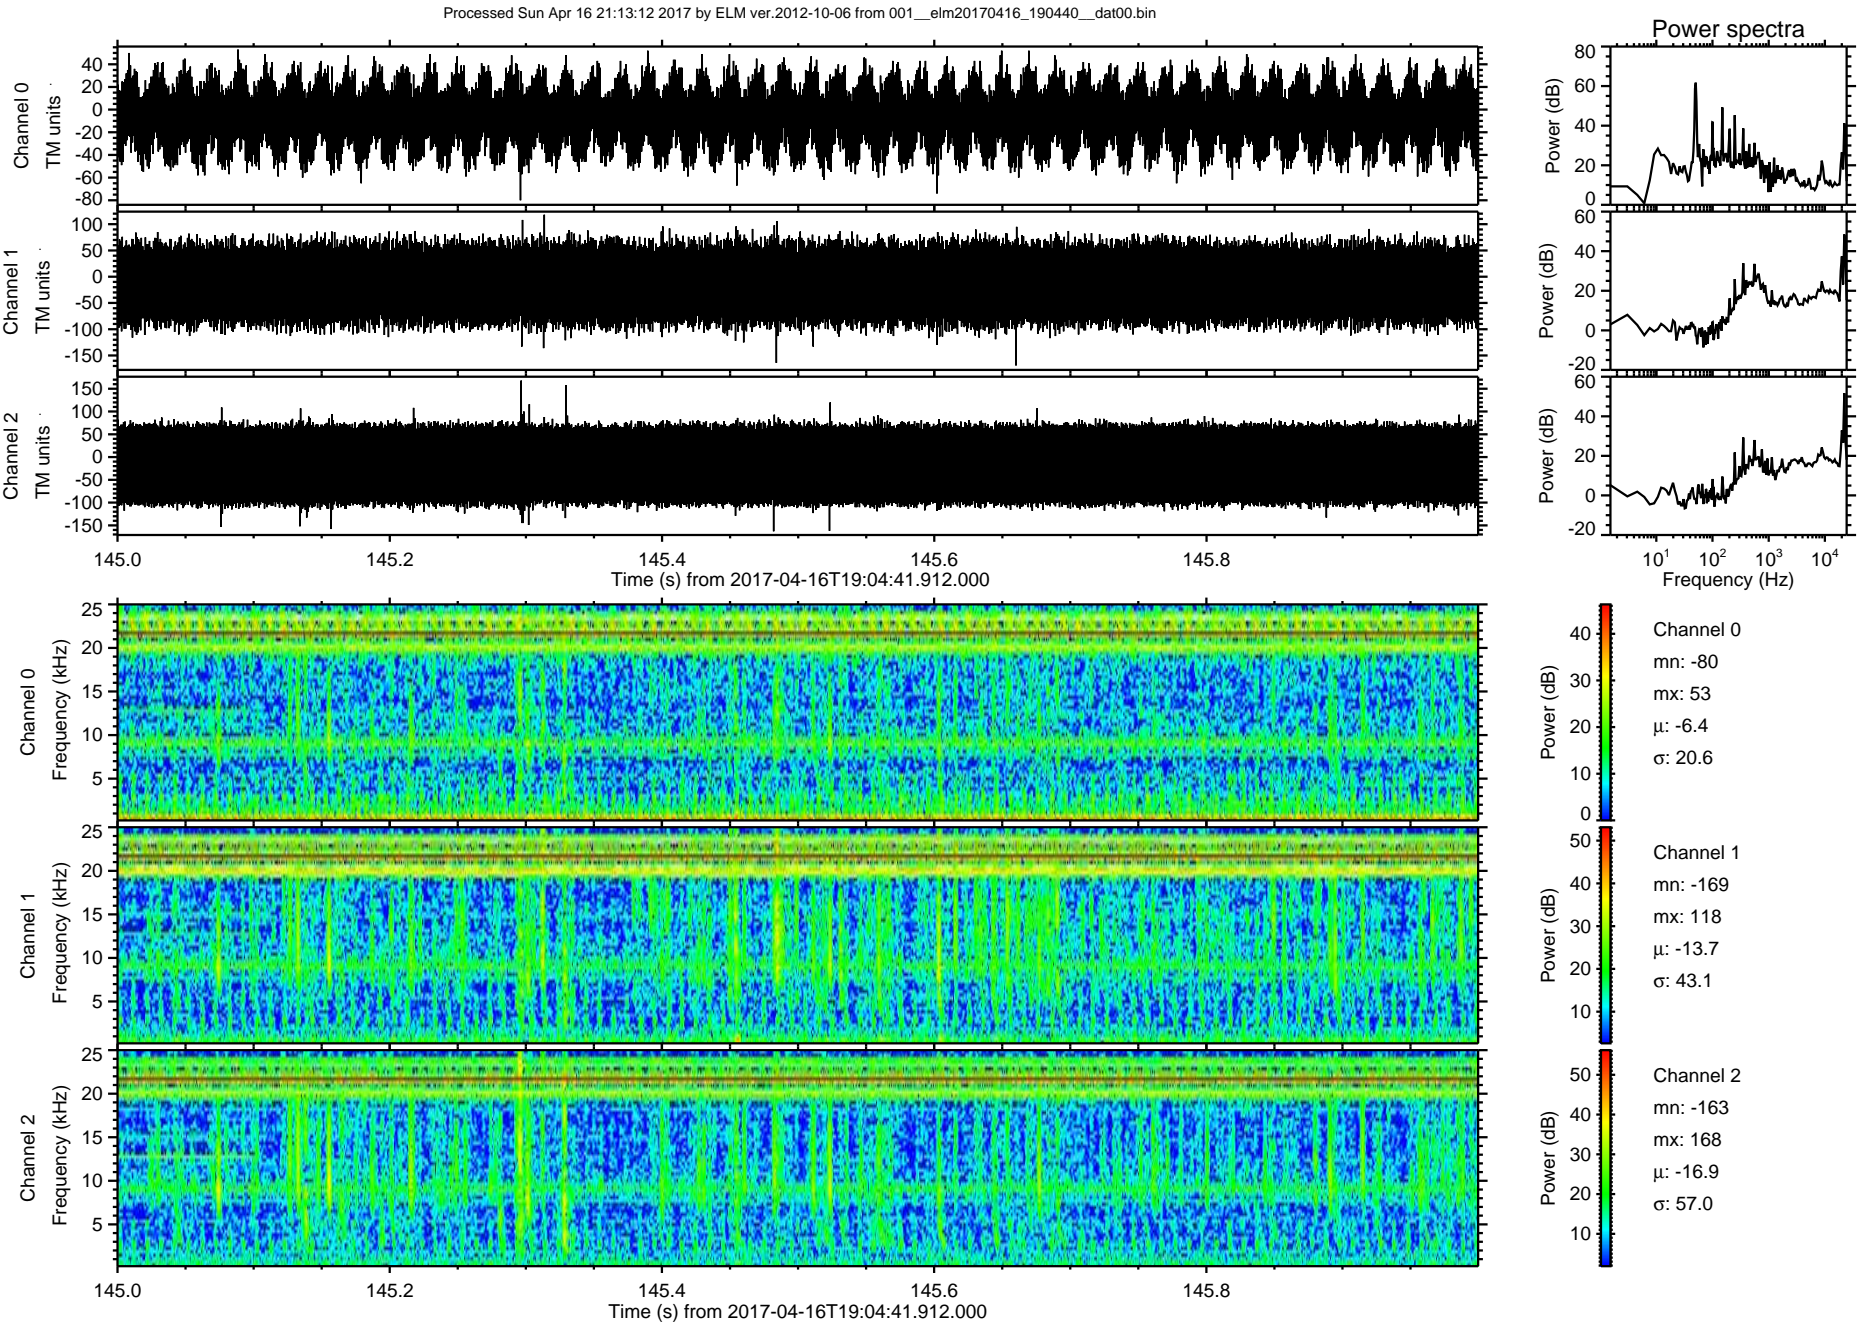 Processed Sun Apr 16 21:13:12 2017 by ELM ver.2012-10-06 from 001__elm20170416_190440__dat00.bin
Power spectra
Channel 0
TM units
40
20
0
-20
-40
-60
-80
Power (dB)
80
60
40
20
0
Channel 1
TM units
100
50
0
-50
-100
-150
Power (dB)
60
40
20
0
-20
Channel 2
TM units
150
100
50
0
-50
-100
-150
Power (dB)
60
40
20
0
-20
145.0 145.2 145.4 145.6 145.8
Time (s) from 2017-04-16T19:04:41.912.000
10^1 10^2 10^3 10^4
Frequency (Hz)
Channel 0
Frequency (kHz)
25
20
15
10
5
Power (dB)
40
30
20
10
0
Channel 0
mn: -80
mx: 53
μ: -6.4
σ: 20.6
Channel 1
Frequency (kHz)
25
20
15
10
5
Power (dB)
50
40
30
20
10
Channel 1
mn: -169
mx: 118
μ: -13.7
σ: 43.1
Channel 2
Frequency (kHz)
25
20
15
10
5
Power (dB)
50
40
30
20
10
Channel 2
mn: -163
mx: 168
μ: -16.9
σ: 57.0
145.0 145.2 145.4 145.6 145.8
Time (s) from 2017-04-16T19:04:41.912.000